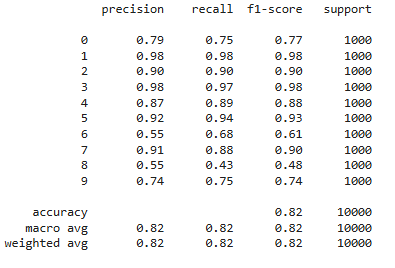 precision recall f1-score support
0 0.79 0.75 0.77 1000
1 0.98 0.98 0.98 1000
2 0.90 0.90 0.90 1000
3 0.98 0.97 0.98 1000
4 0.87 0.89 0.88 1000
5 0.92 0.94 0.93 1000
6 0.55 0.68 0.61 1000
7 0.91 0.88 0.90 1000
8 0.55 0.43 0.48 1000
9 0.74 0.75 0.74 1000
accuracy 0.82 10000
macro avg 0.82 0.82 0.82 10000
weighted avg 0.82 0.82 0.82 10000